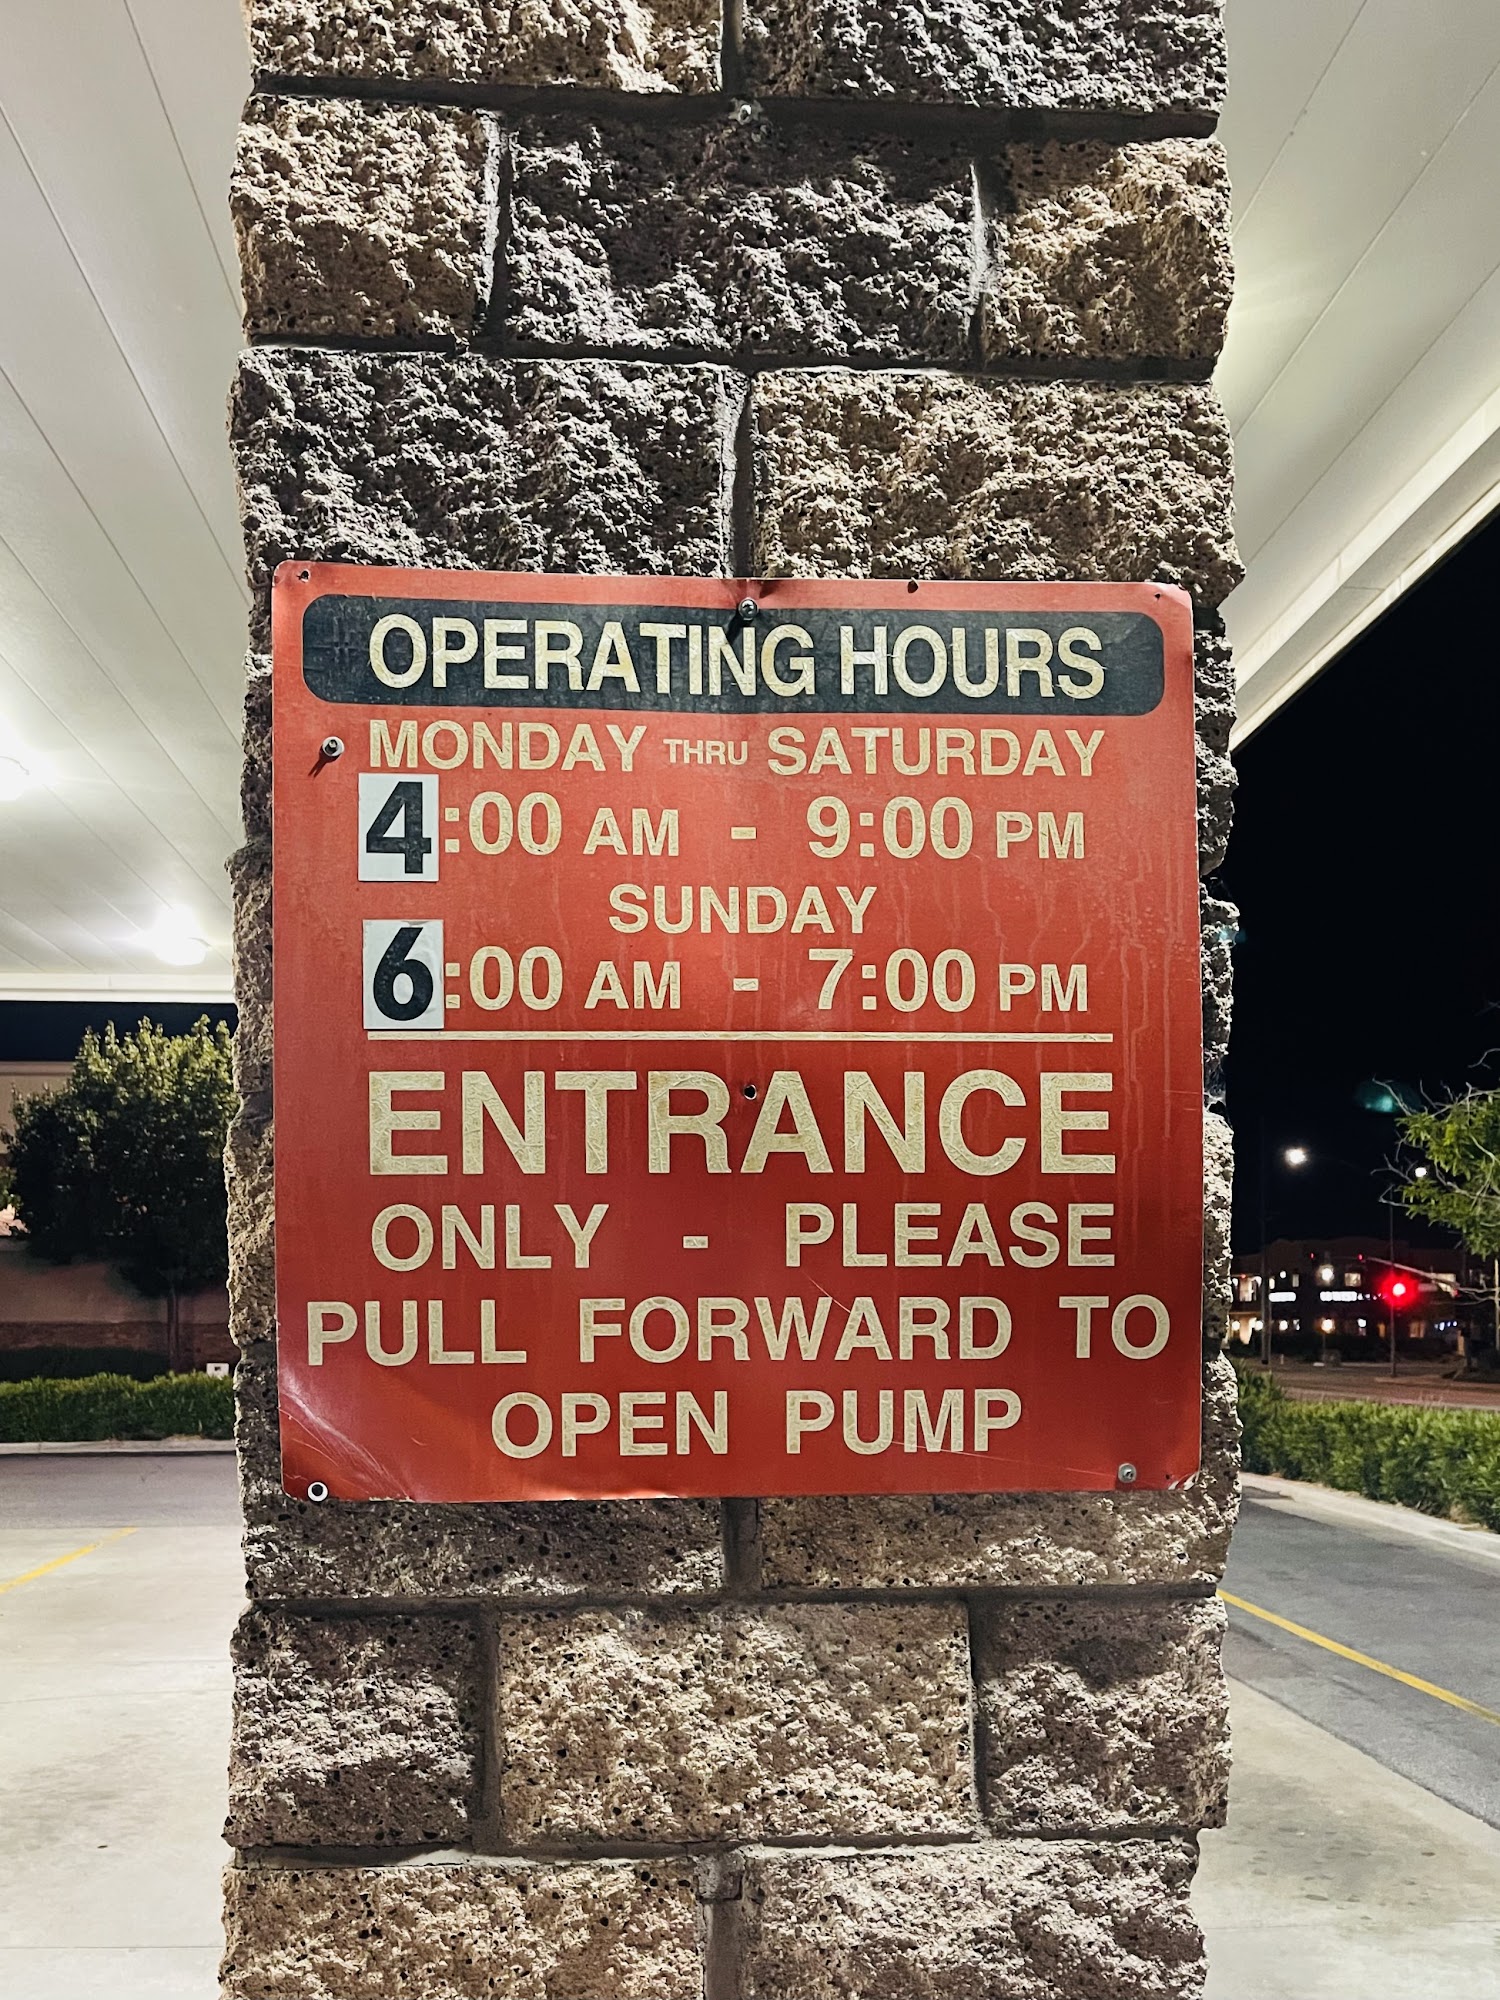 OPERATING HOURS
MONDAY THRU SATURDAY
4:00 AM - 9:00 PM
SUNDAY
6:00 AM - 7:00 PM
ENTRANCE
ONLY - PLEASE
PULL FORWARD TO
OPEN PUMP